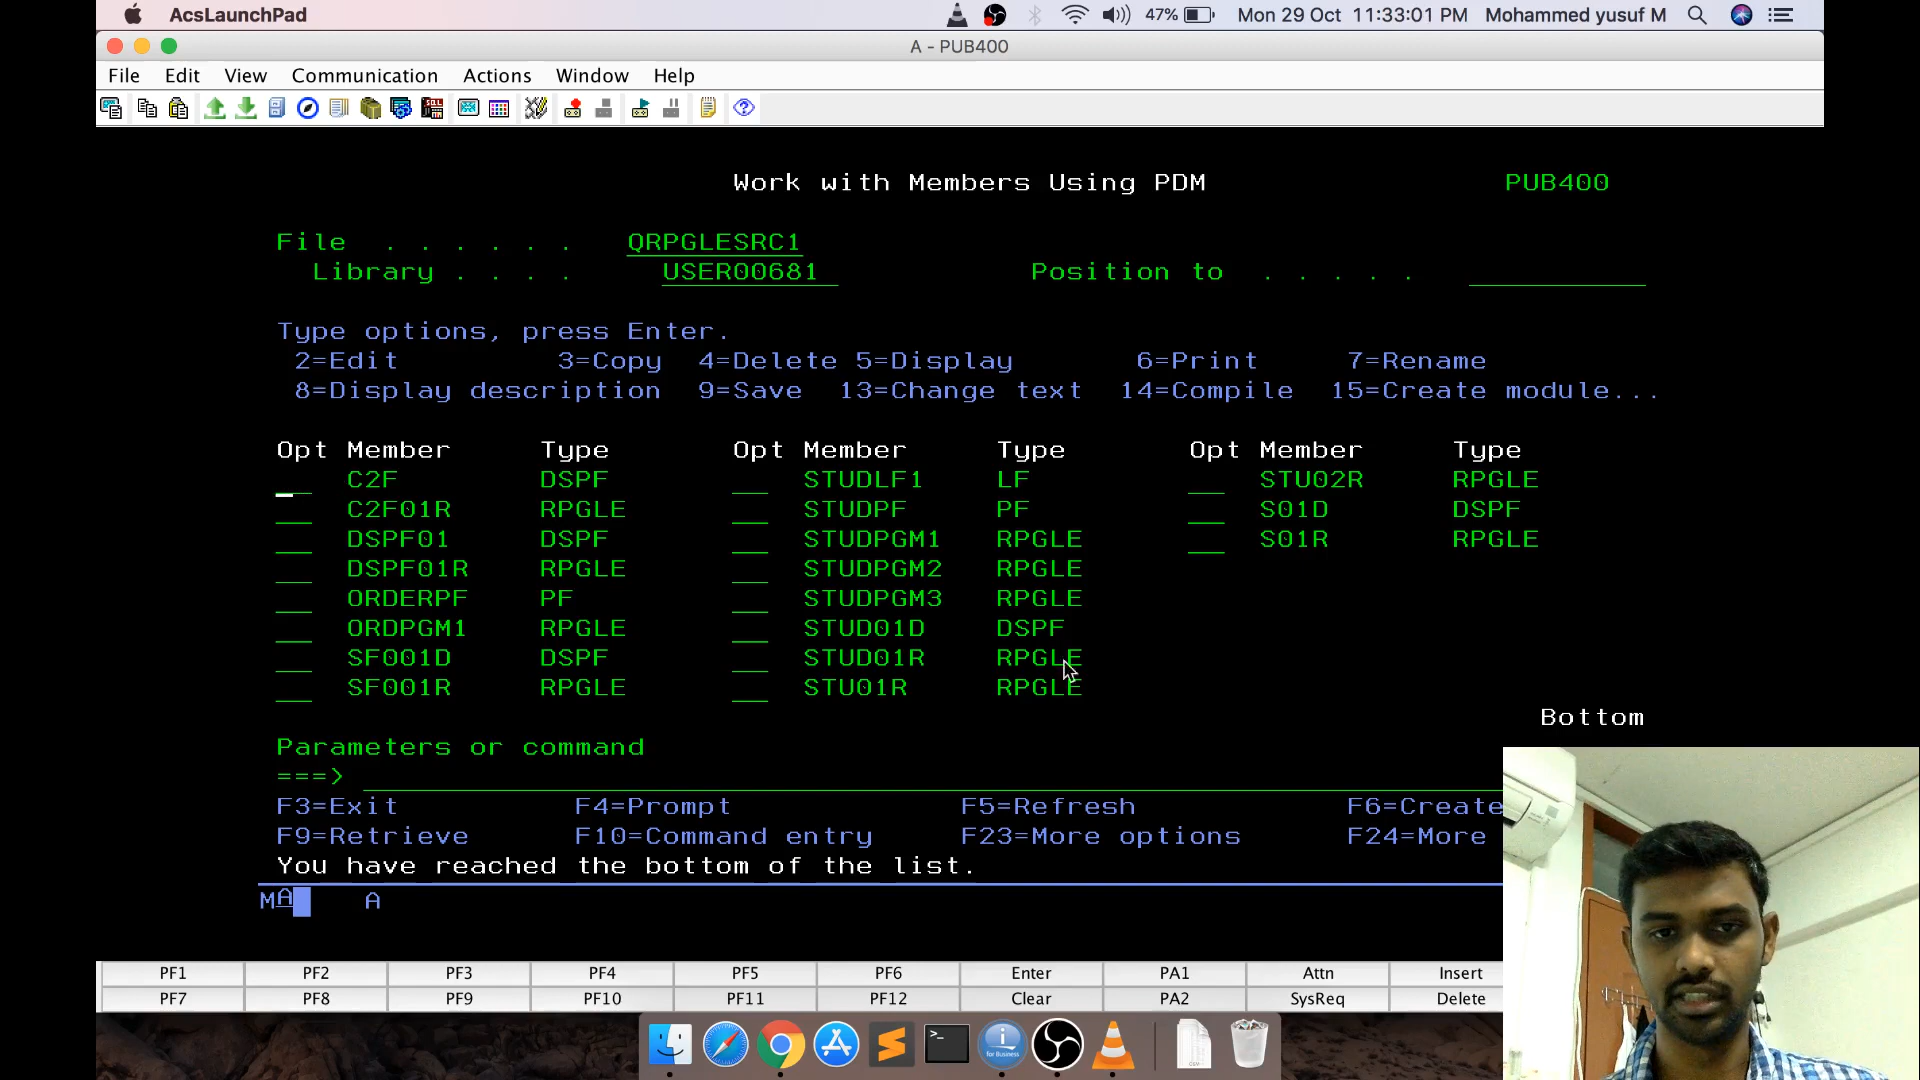 AcsLaunchPad 47% Mon 29 Oct 11:33:01 PM Mohammed yusuf M
A - PUB400
File Edit View Communication Actions Window Help
Work with Members Using PDM PUB400
File . . . . . . QRPGLESRC1
Library . . . . USER00681 Position to . . . . .
Type options, press Enter.
2=Edit 3=Copy 4=Delete 5=Display 6=Print 7=Rename
8=Display description 9=Save 13=Change text 14=Compile 15=Create module...
Opt Member Type Opt Member Type Opt Member Type
C2F DSPF STUDLF1 LF STU02R RPGLE
C2F01R RPGLE STUDPF PF S01D DSPF
DSPF01 DSPF STUDPGM1 RPGLE S01R RPGLE
DSPF01R RPGLE STUDPGM2 RPGLE
ORDERPF PF STUDPGM3 RPGLE
ORDPGM1 RPGLE STUD01D DSPF
SF001D DSPF STUD01R RPGLE
SF001R RPGLE STU01R RPGLE
Bottom
Parameters or command
===>
F3=Exit F4=Prompt F5=Refresh F6=Create
F9=Retrieve F10=Command entry F23=More options F24=More
You have reached the bottom of the list.
MA A
PF1 PF2 PF3 PF4 PF5 PF6 Enter PA1 Attn Insert
PF7 PF8 PF9 PF10 PF11 PF12 Clear PA2 SysReq Delete